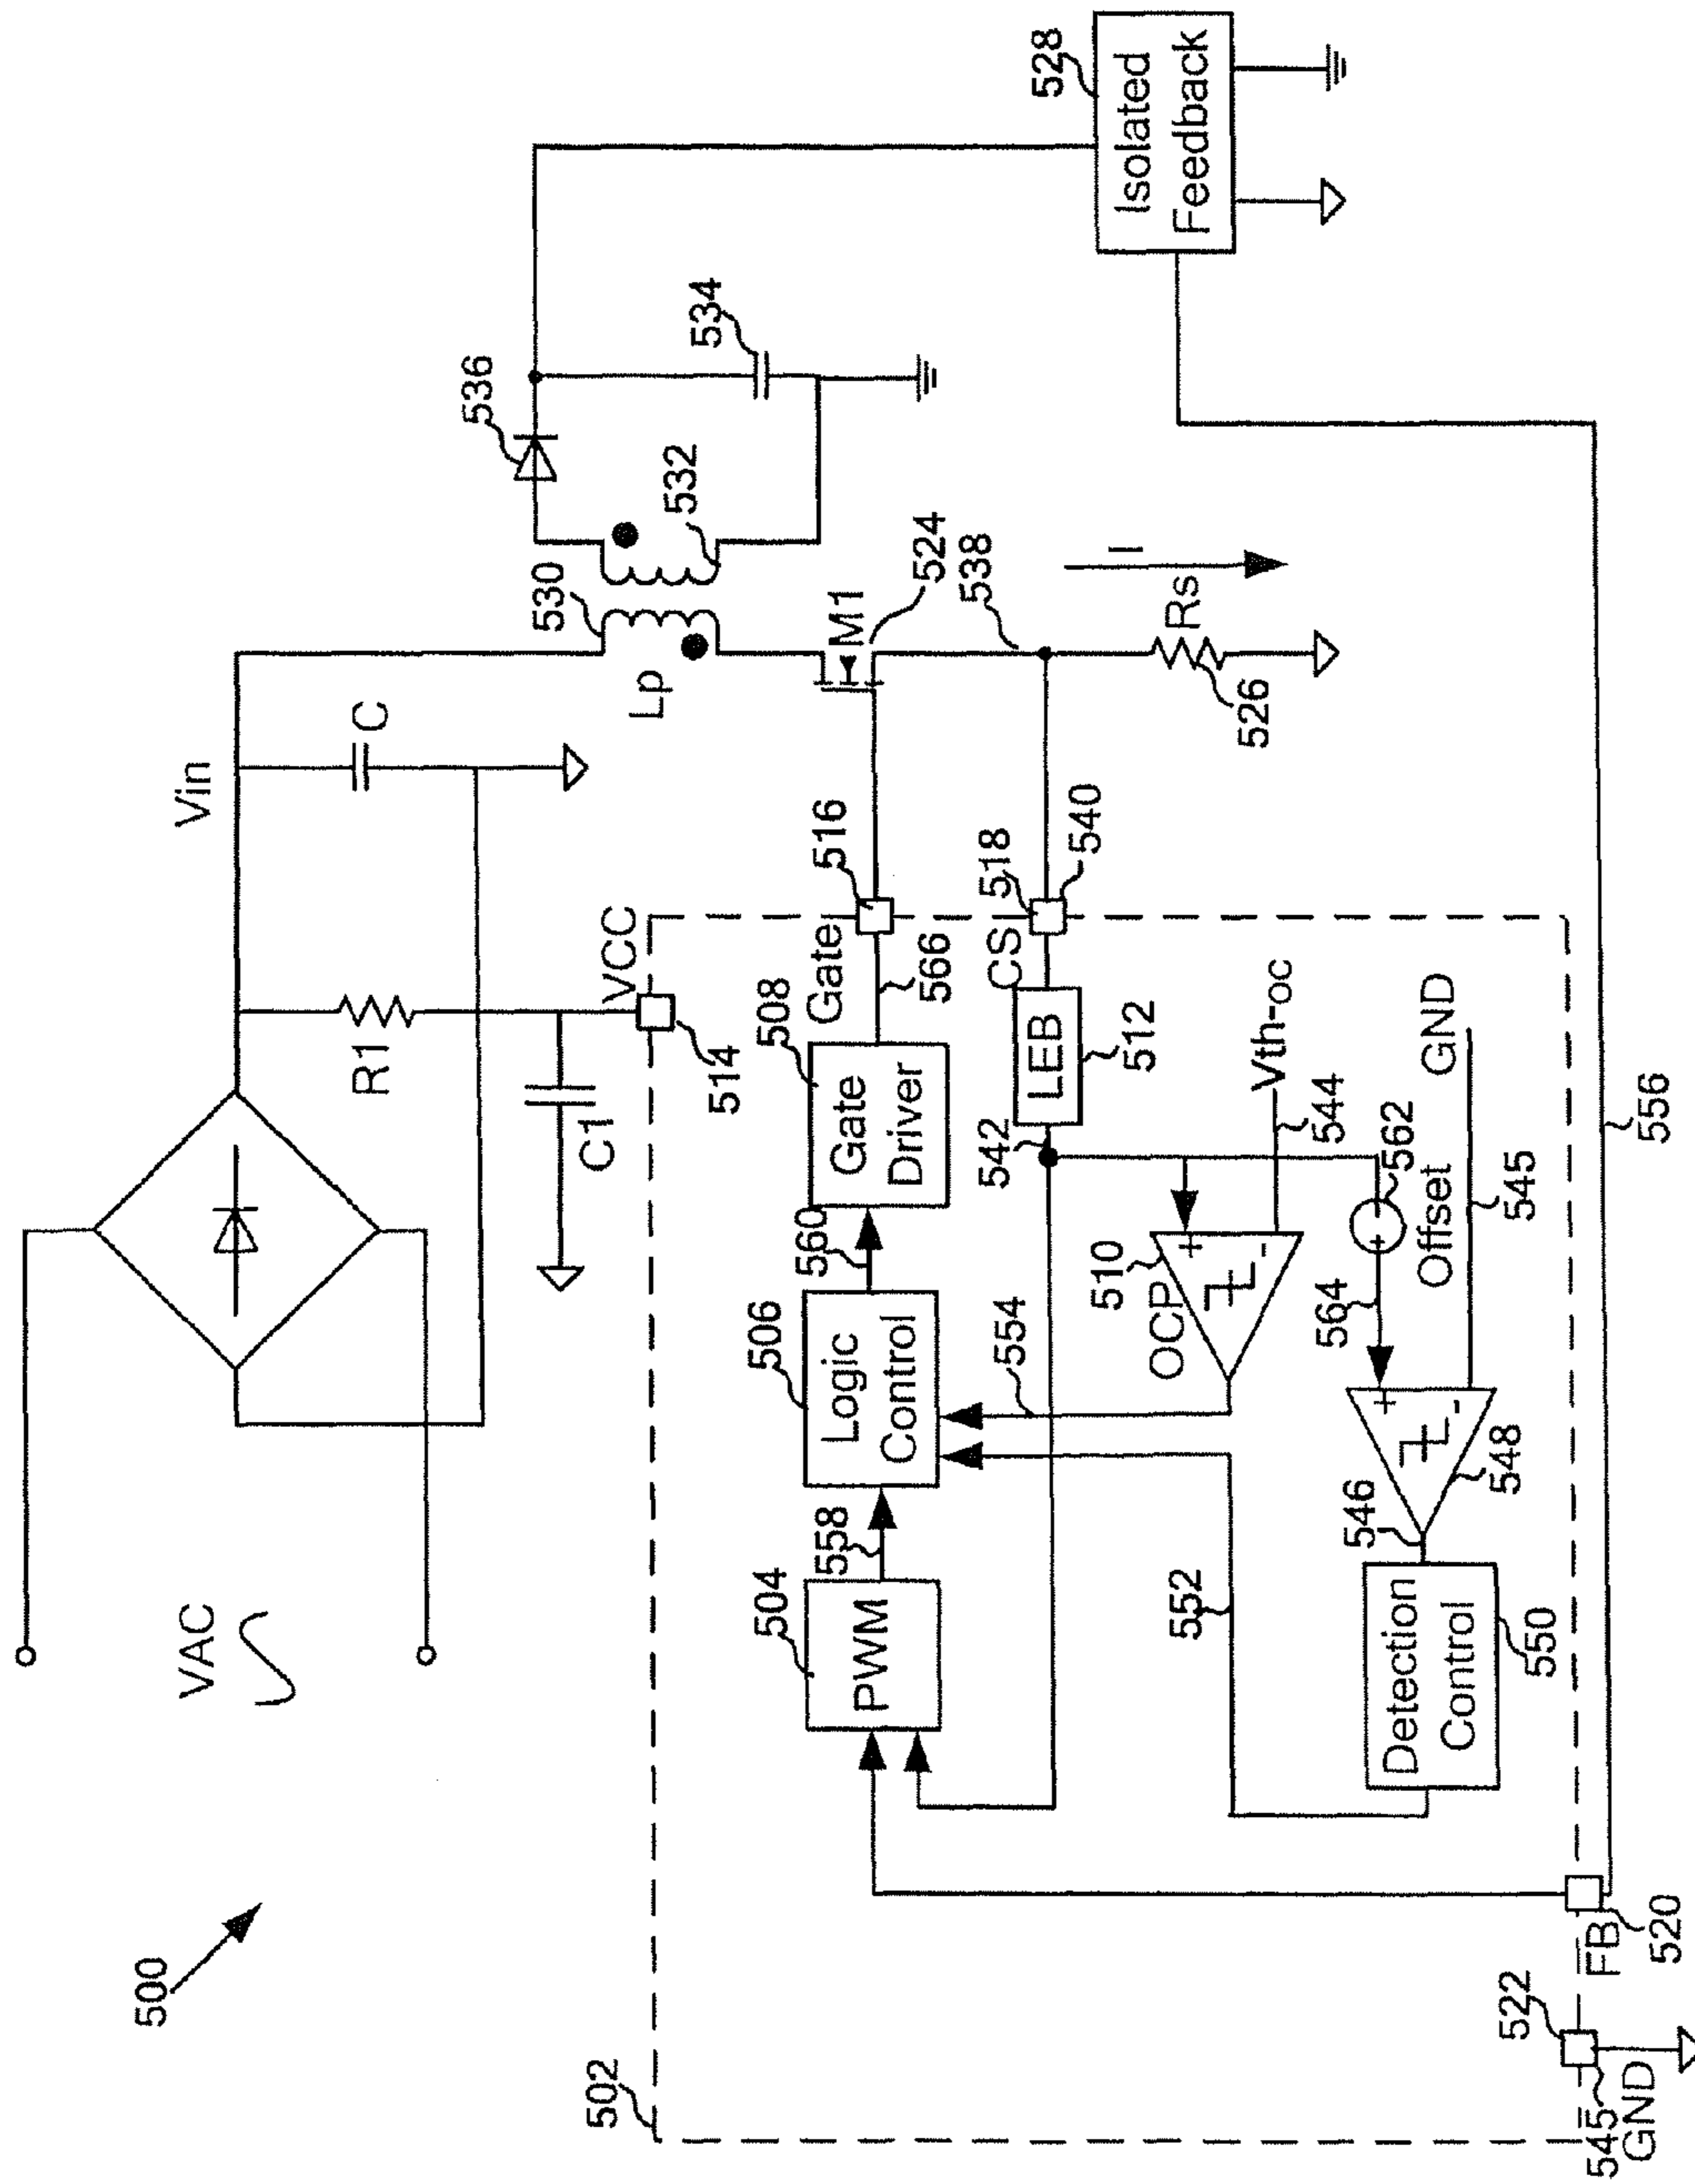 500
VAC
Vin
R1
C
C1
VCC
514
502
530
Lp
532
536
534
M1
524
538
I
Rs
526
528
Isolated
Feedback
504
PWM
558
506
Logic
Control
560
508
Gate
Driver
566
Gate
516
CS
518
540
LEB
512
542
510
OCP
+
-
Vth-oc
544
554
552
562
+
Offset
564
GND
545
+
-
548
546
Detection
Control
550
556
FB
520
522
545
GND